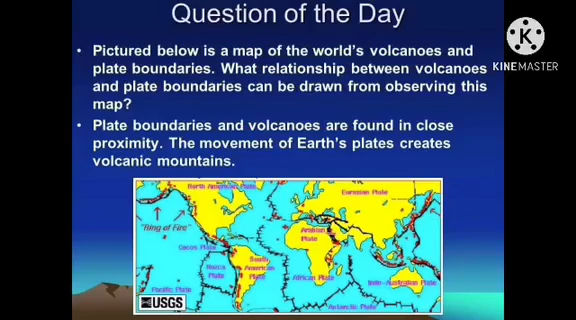 Question of the Day
KINEMASTER
• Pictured below is a map of the world's volcanoes and
plate boundaries. What relationship between volcanoes
and plate boundaries can be drawn from observing this
map?
• Plate boundaries and volcanoes are found in close
proximity. The movement of Earth's plates creates
volcanic mountains.
North American Plate
Eurasian Plate
"Ring of Fire"
Arabian
Plate
Cocos Plate
Nazca
Plate
South
American
Plate
African Plate
Indo-Australian Plate
Pacific Plate
Antarctic Plate
USGS